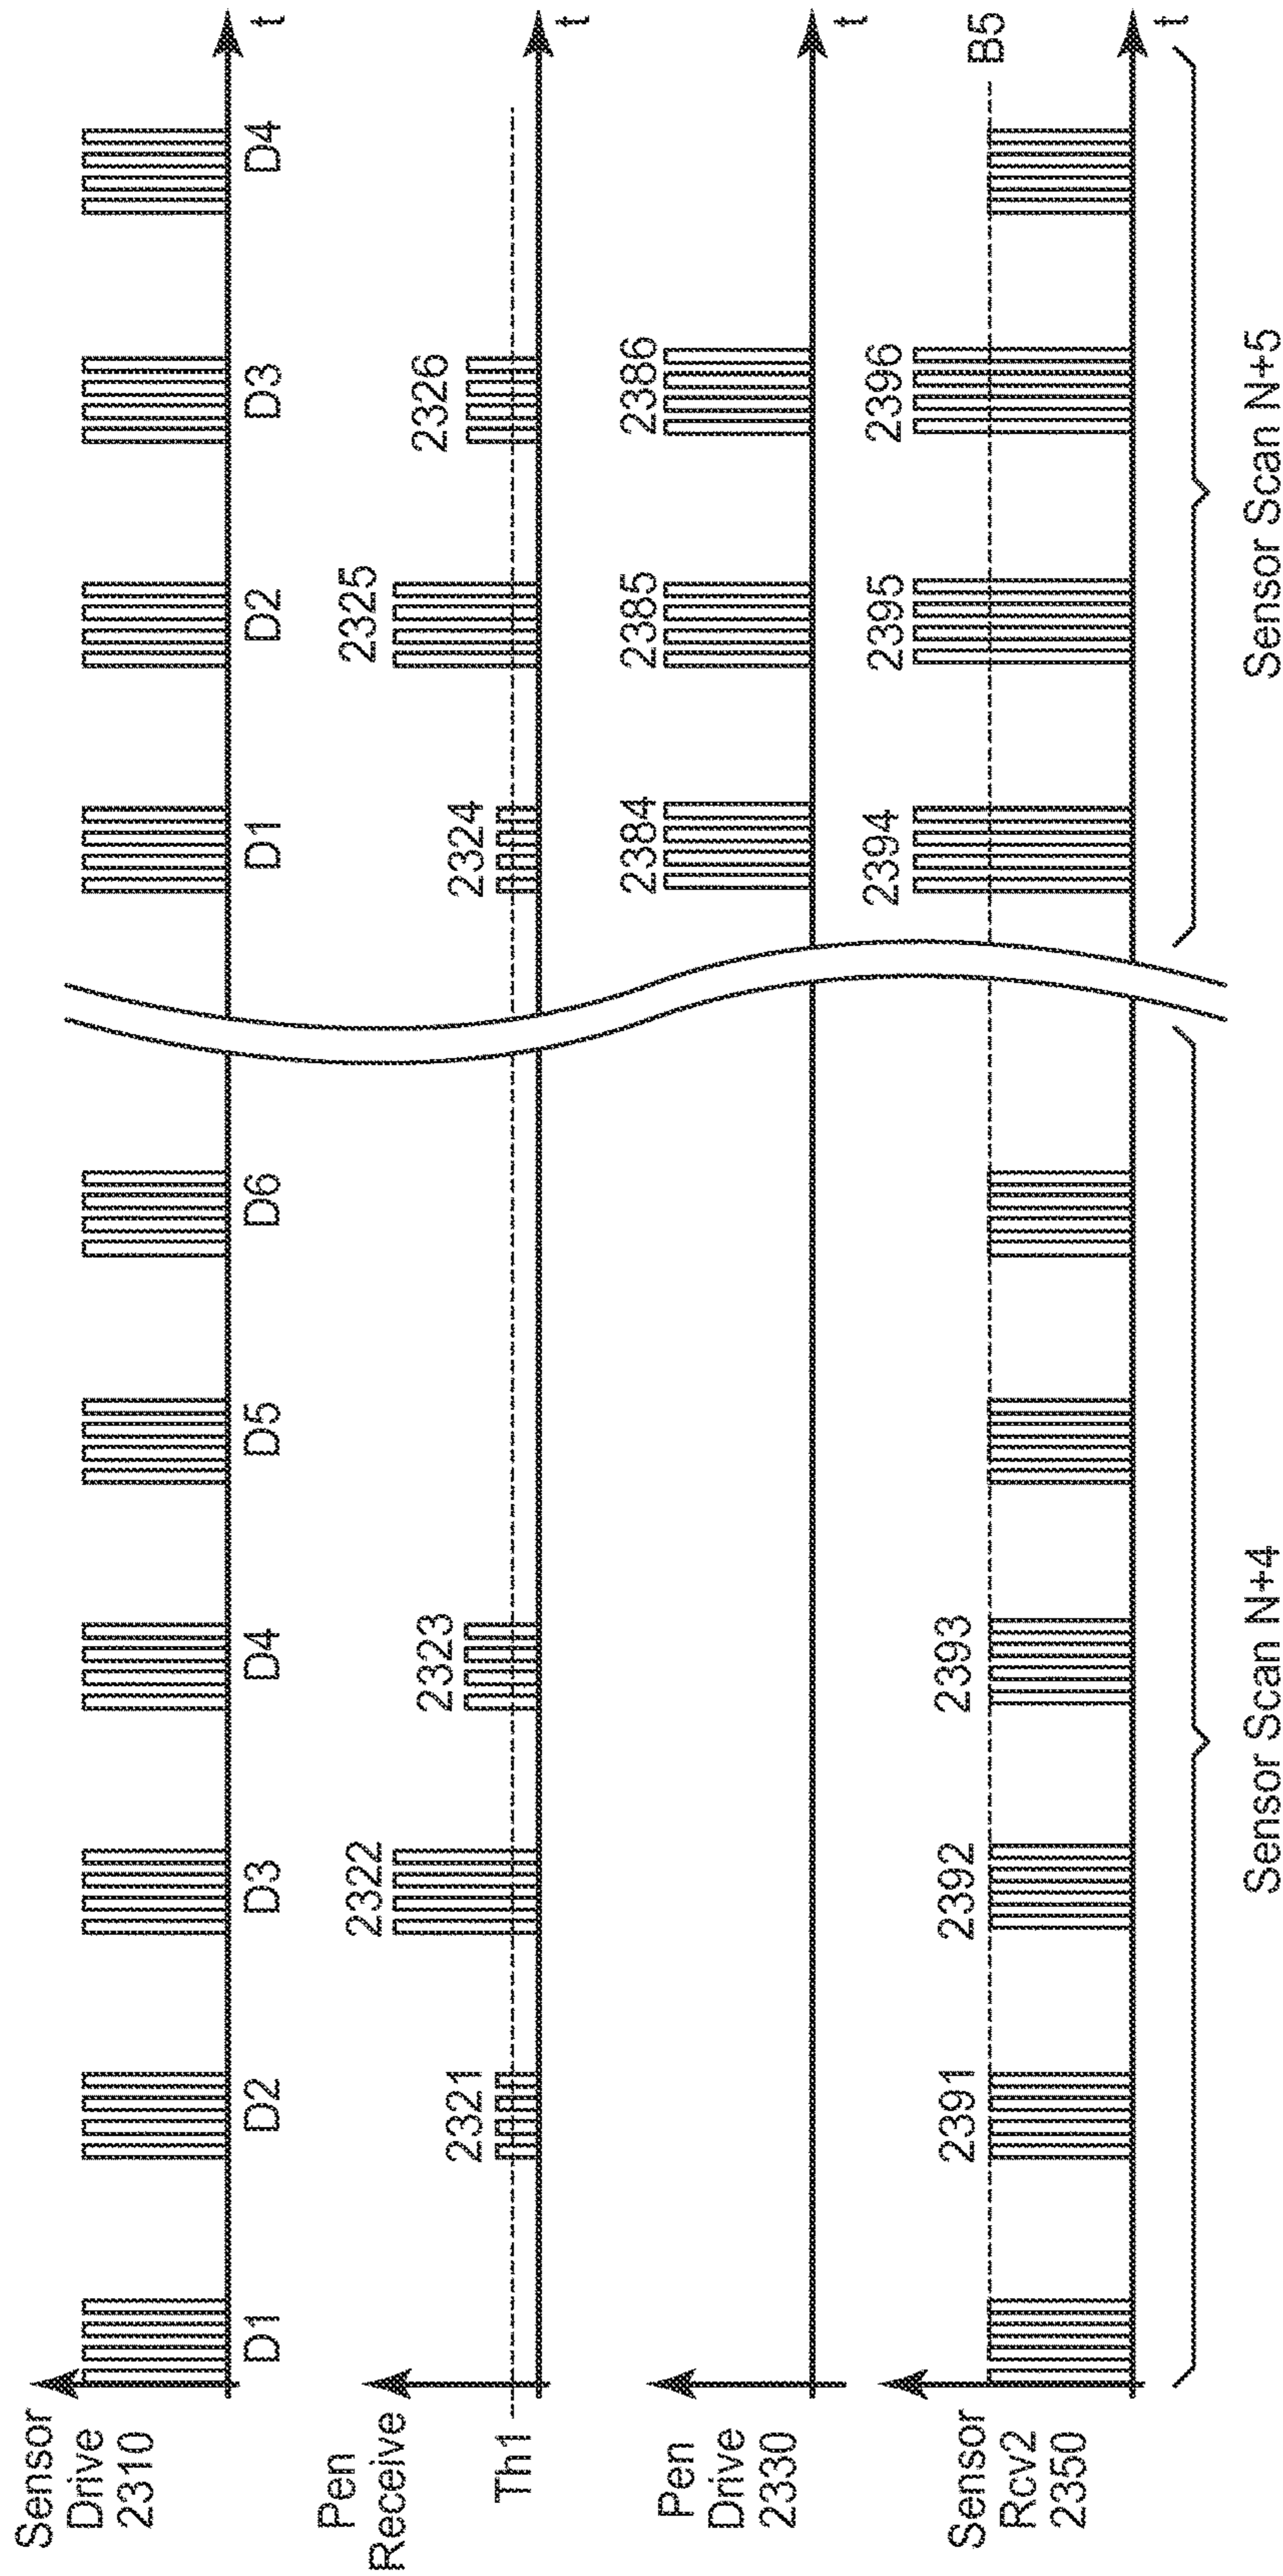 Sensor
Drive
2310
D1
D2
D3
D4
D5
D6
D1
D2
D3
D4
t
Pen
Receive
Th1
2321
2322
2323
2324
2325
2326
t
Pen
Drive
2330
2384
2385
2386
t
Sensor
Rcv2
2350
2391
2392
2393
2394
2395
2396
B5
t
Sensor Scan N+4
Sensor Scan N+5